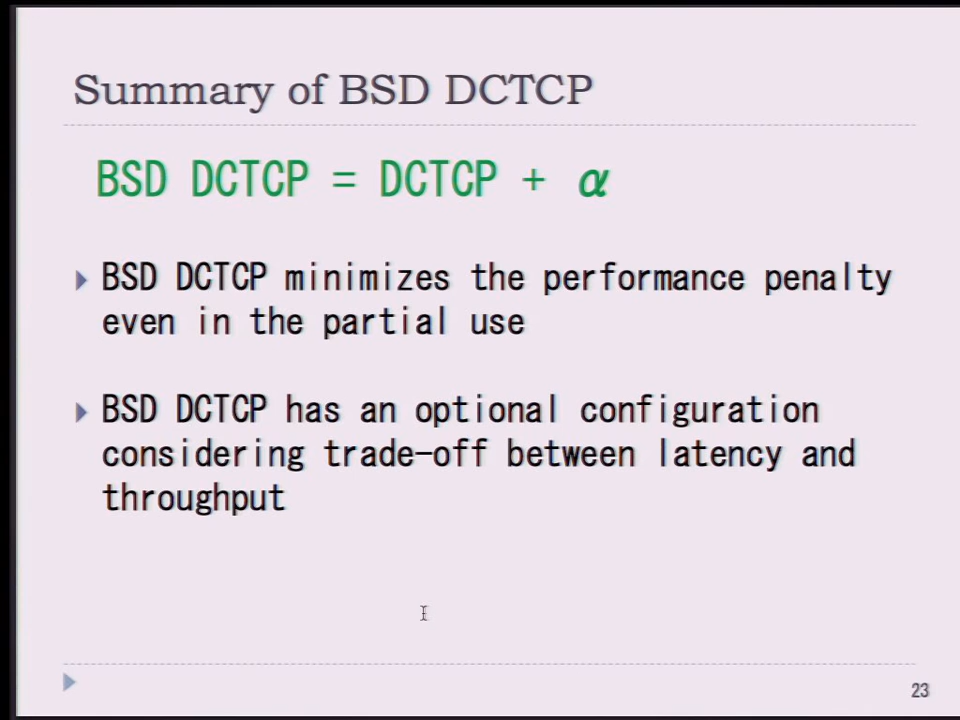 Summary of BSD DCTCP
BSD DCTCP = DCTCP + α
BSD DCTCP minimizes the performance penalty
even in the partial use
BSD DCTCP has an optional configuration
considering trade-off between latency and
throughput
23